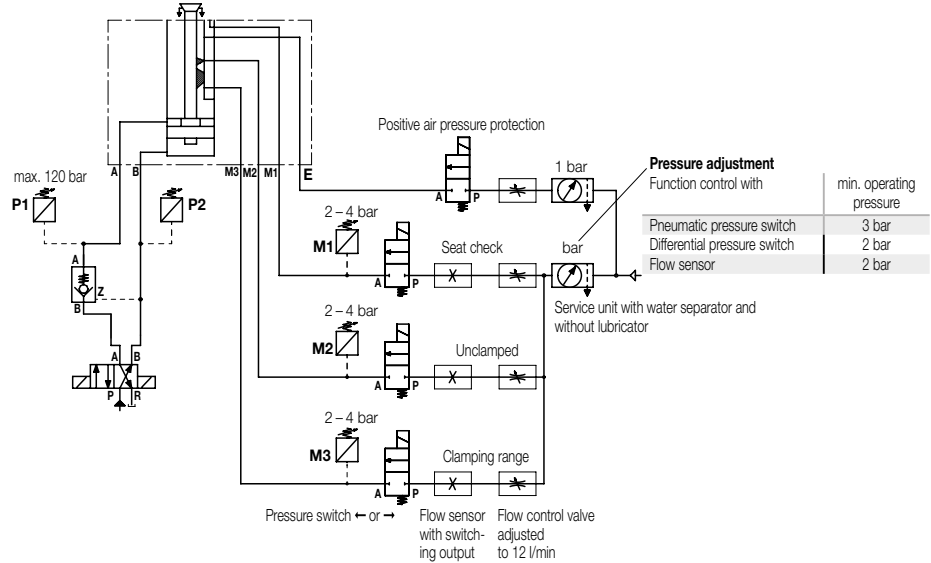 Positive air pressure protection
A B M3 M2 M1 E
max. 120 bar
P1
P2
1 bar
A P
Pressure adjustment
Function control with
min. operating
pressure
Pneumatic pressure switch 3 bar
Differential pressure switch 2 bar
Flow sensor 2 bar
2 – 4 bar
M1
Seat check
bar
A P
Service unit with water separator and
without lubricator
A
Z
B
2 – 4 bar
M2
Unclamped
A P
A B
P R
2 – 4 bar
M3
Clamping range
A P
Pressure switch ← or →
Flow sensor
with switch-
ing output
Flow control valve
adjusted
to 12 l/min